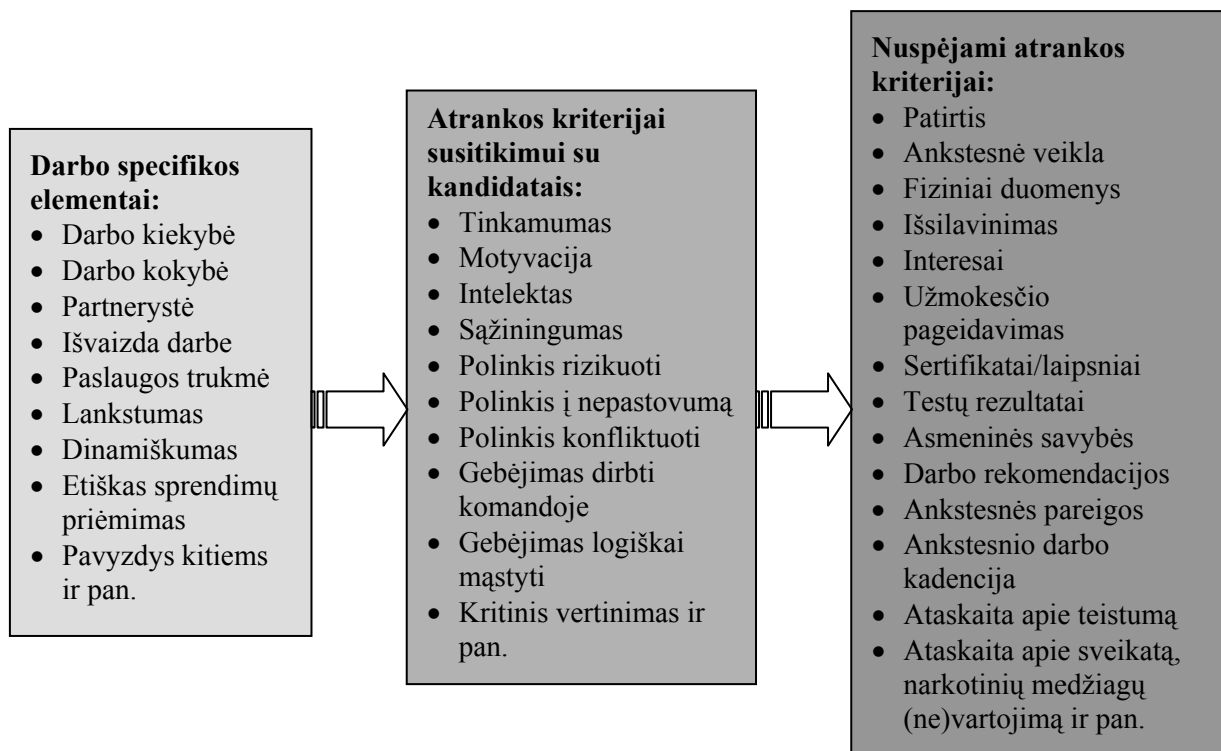 Darbo specifikos
elementai:
• Darbo kiekybė
• Darbo kokybė
• Partnerystė
• Išvaizda darbe
• Paslaugos trukmė
• Lankstumas
• Dinamiškumas
• Etiškas sprendimų
priėmimas
• Pavyzdys kitiems
ir pan.
Atrankos kriterijai
susitikimui su
kandidatais:
• Tinkamumas
• Motyvacija
• Intelektas
• Sąžiningumas
• Polinkis rizikuoti
• Polinkis į nepastovumą
• Polinkis konfliktuoti
• Gebėjimas dirbti
komandoje
• Gebėjimas logiškai
mąstyti
• Kritinis vertinimas ir
pan.
Nuspėjami atrankos
kriterijai:
• Patirtis
• Ankstesnė veikla
• Fiziniai duomenys
• Išsilavinimas
• Interesai
• Užmokesčio
pageidavimas
• Sertifikatai/laipsniai
• Testų rezultatai
• Asmeninės savybės
• Darbo rekomendacijos
• Ankstesnės pareigos
• Ankstesnio darbo
kadencija
• Ataskaita apie teistumą
• Ataskaita apie sveikatą,
narkotinių medžiagų
(ne)vartojimą ir pan.